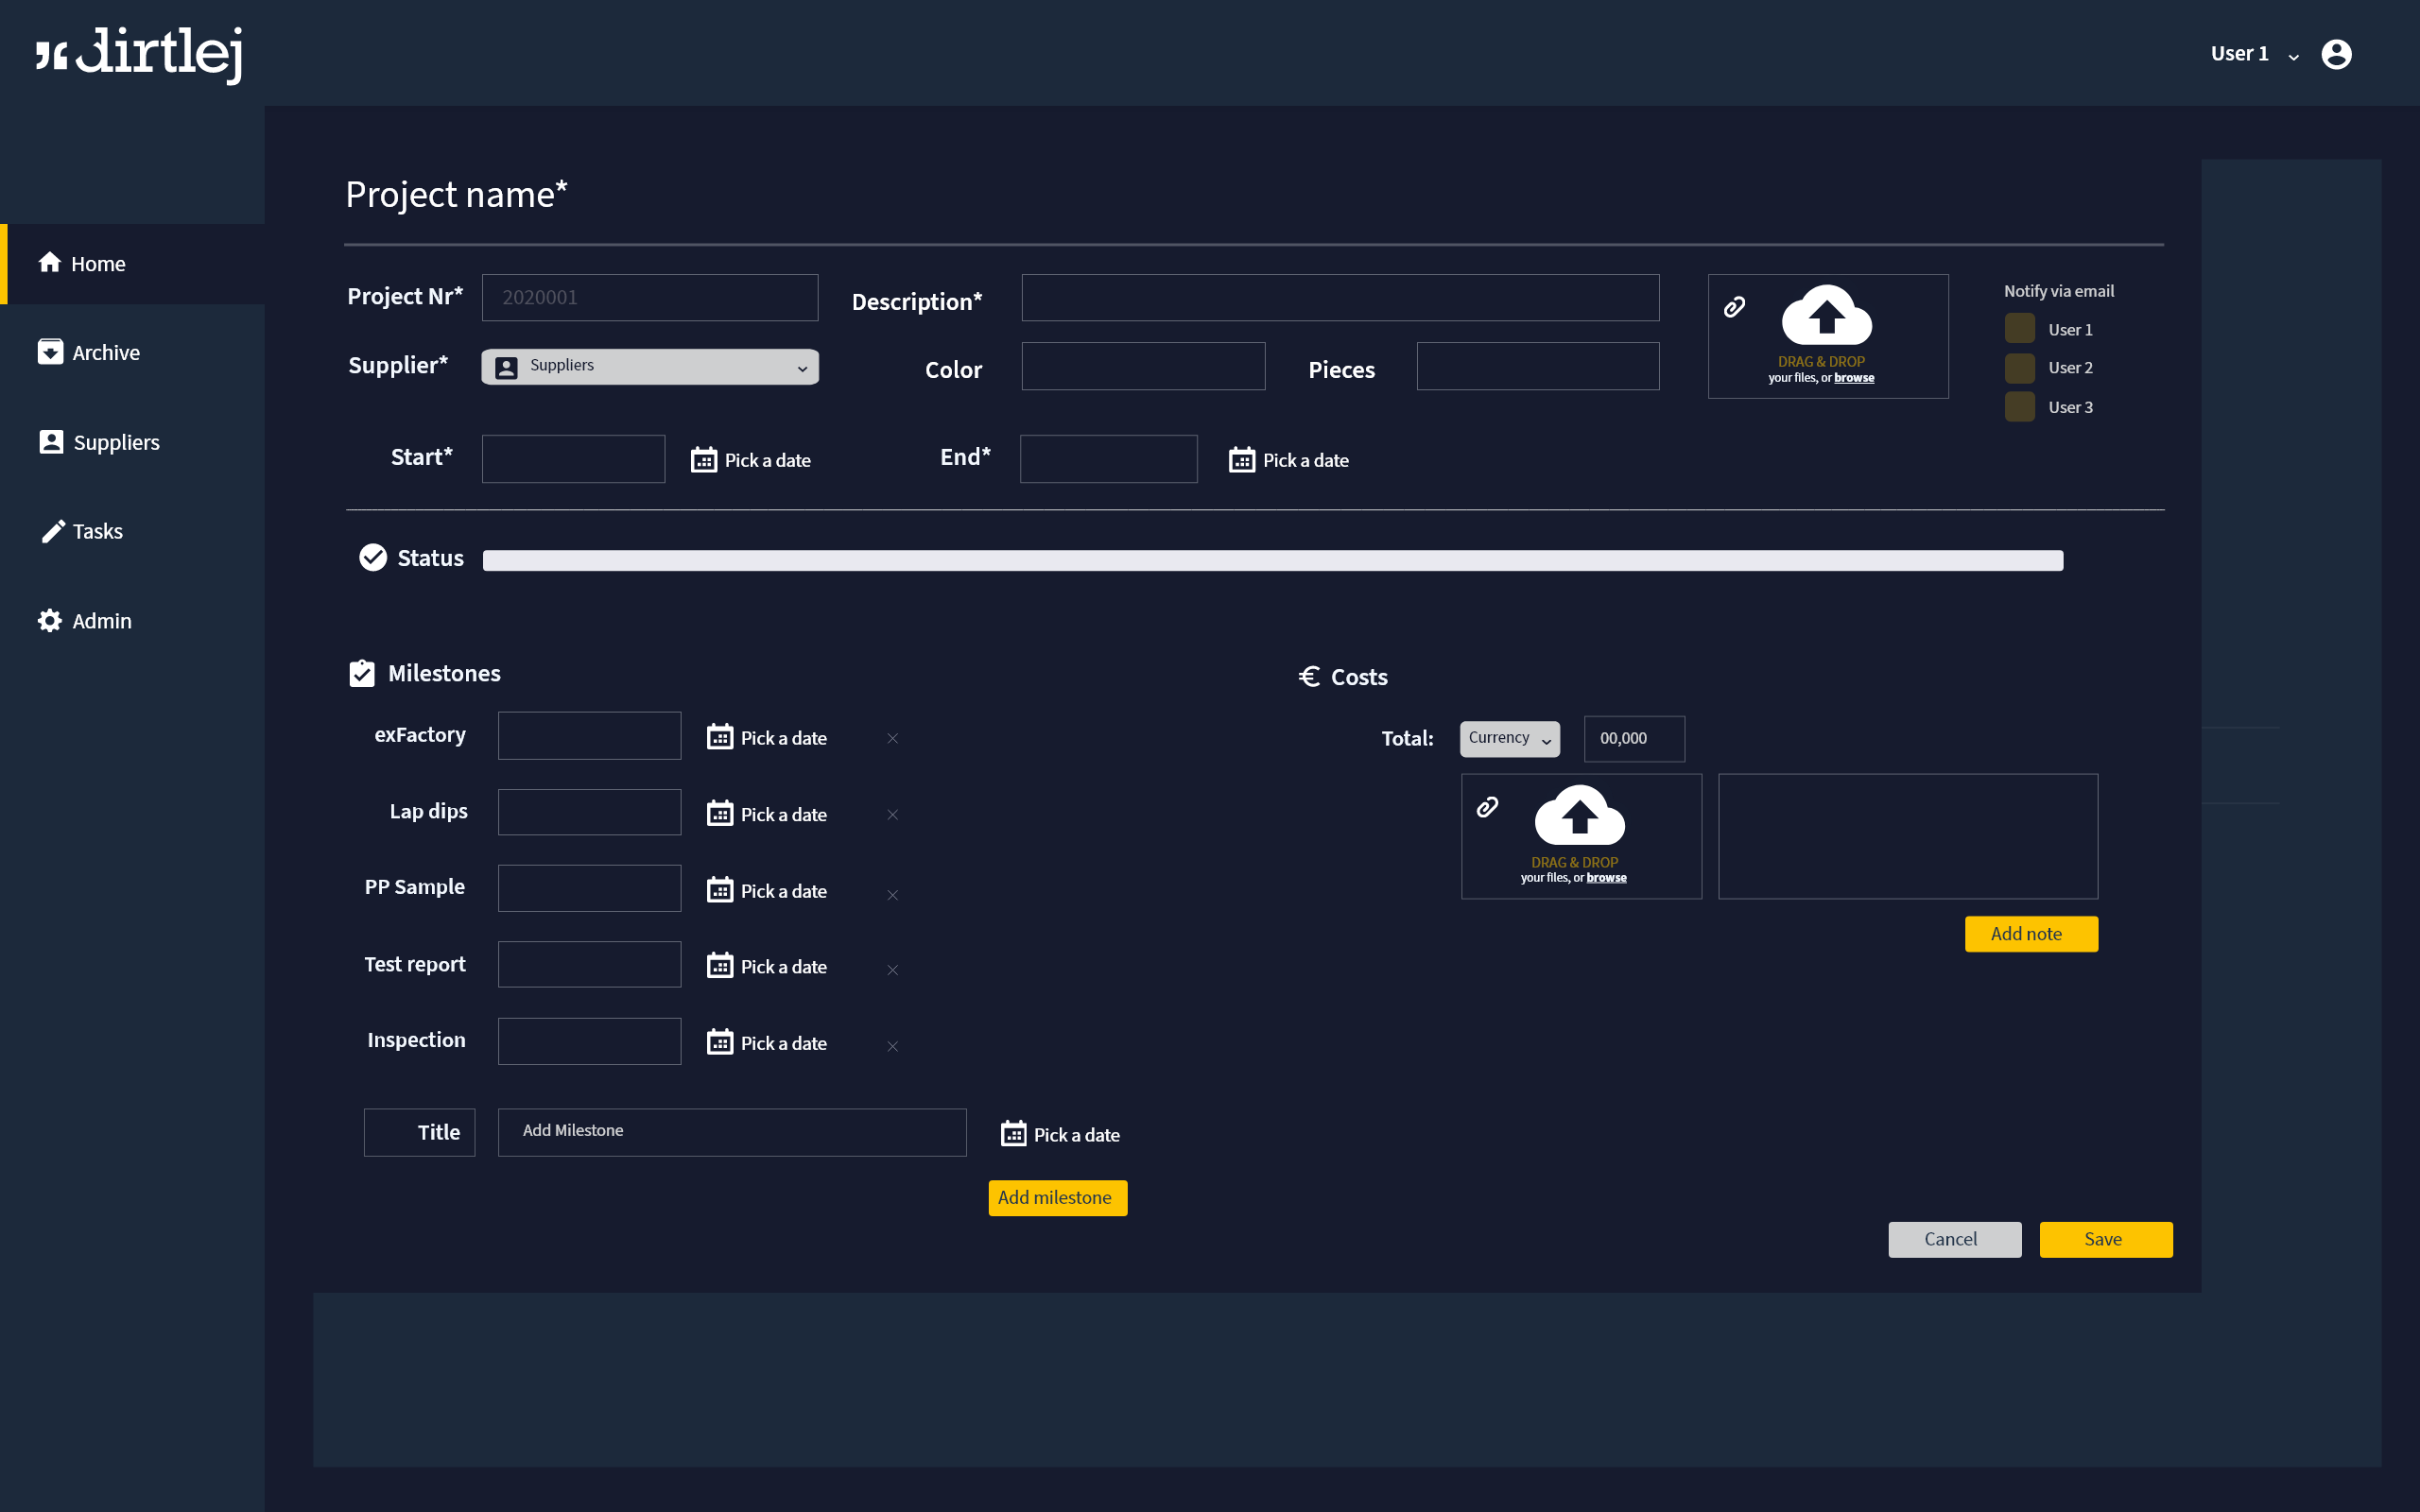 dirtlej
User 1
Home
Archive
Suppliers
Tasks
Admin
Project name*
Project Nr*
2020001
Description*
Supplier*
Suppliers
Color
Pieces
DRAG & DROP
your files, or browse
Notify via email
User 1
User 2
User 3
Start*
Pick a date
End*
Pick a date
Status
Milestones
exFactory
Pick a date
Lap dips
Pick a date
PP Sample
Pick a date
Test report
Pick a date
Inspection
Pick a date
Title
Add Milestone
Pick a date
Add milestone
€ Costs
Total:
Currency
00,000
DRAG & DROP
your files, or browse
Add note
Cancel
Save